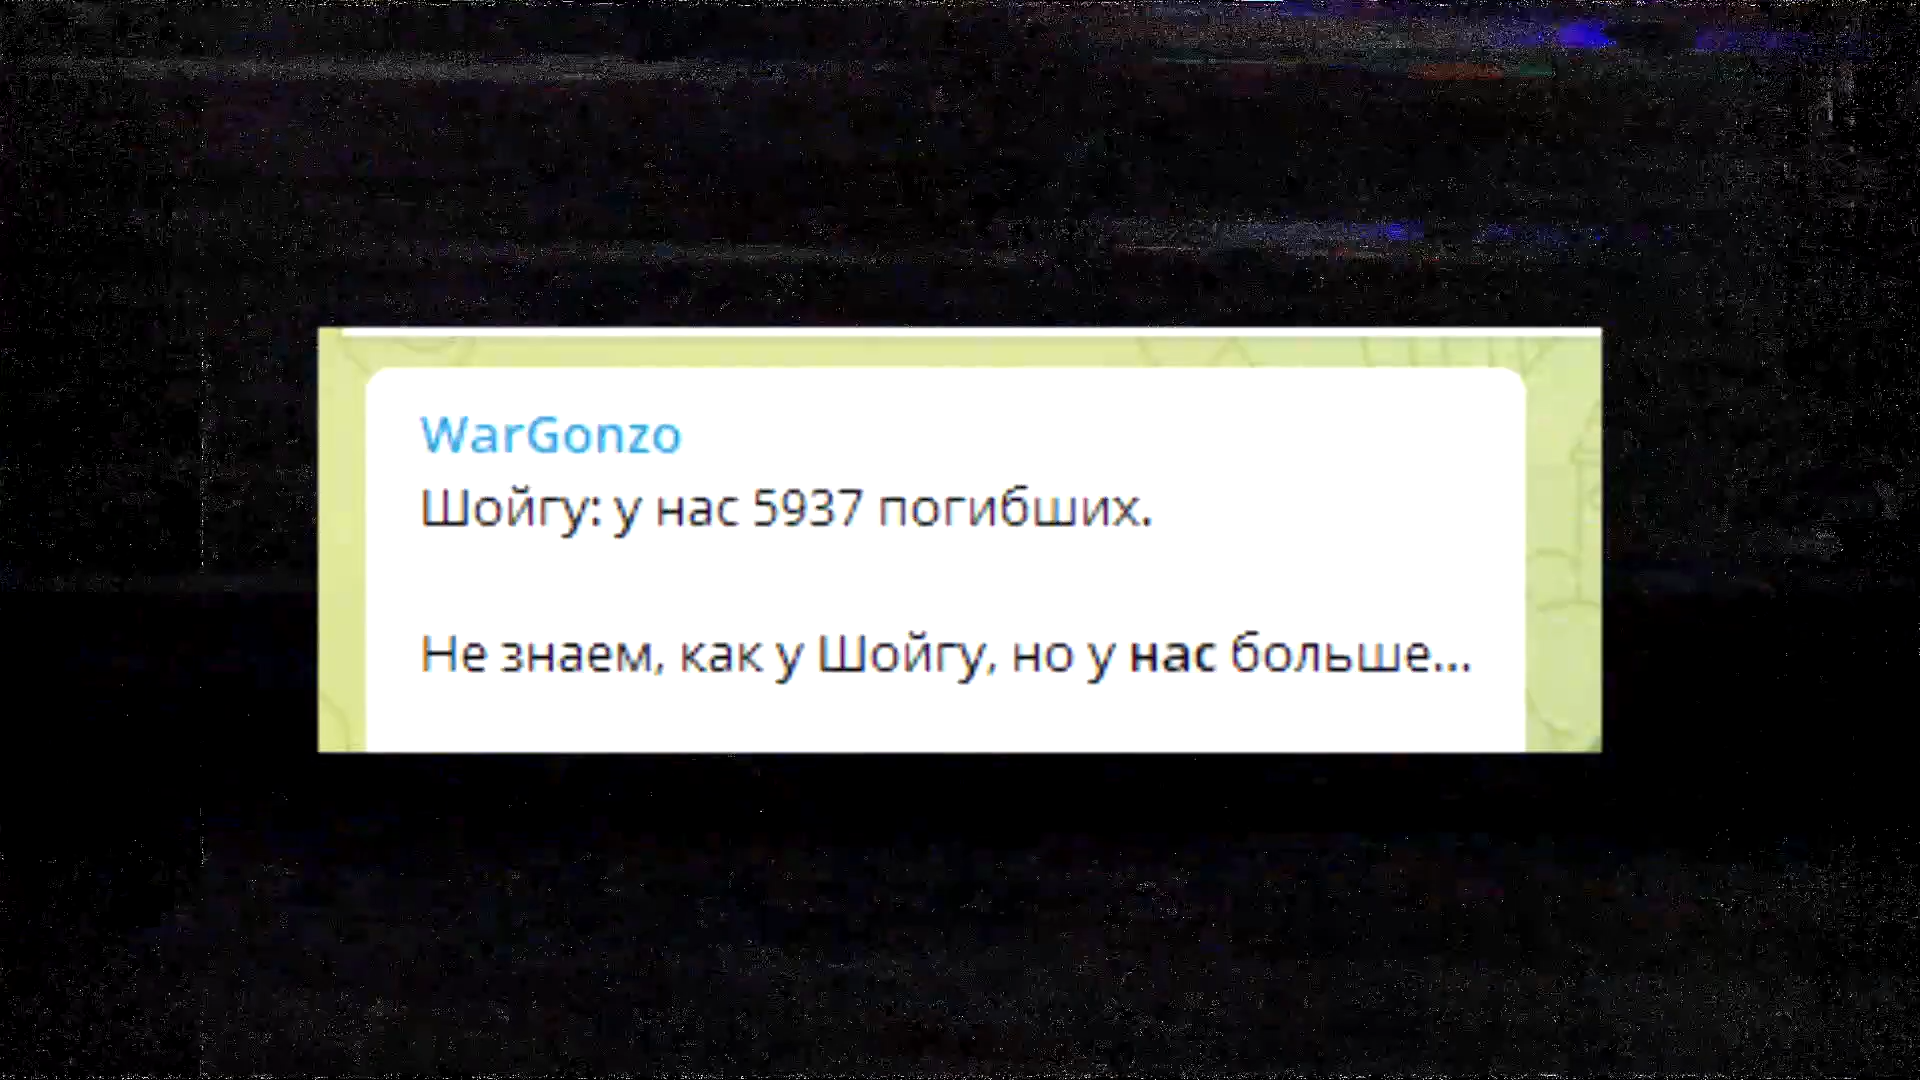 WarGonzo
Шойгу: у нас 5937 погибших.
Не знаем, как у Шойгу, но у нас больше...